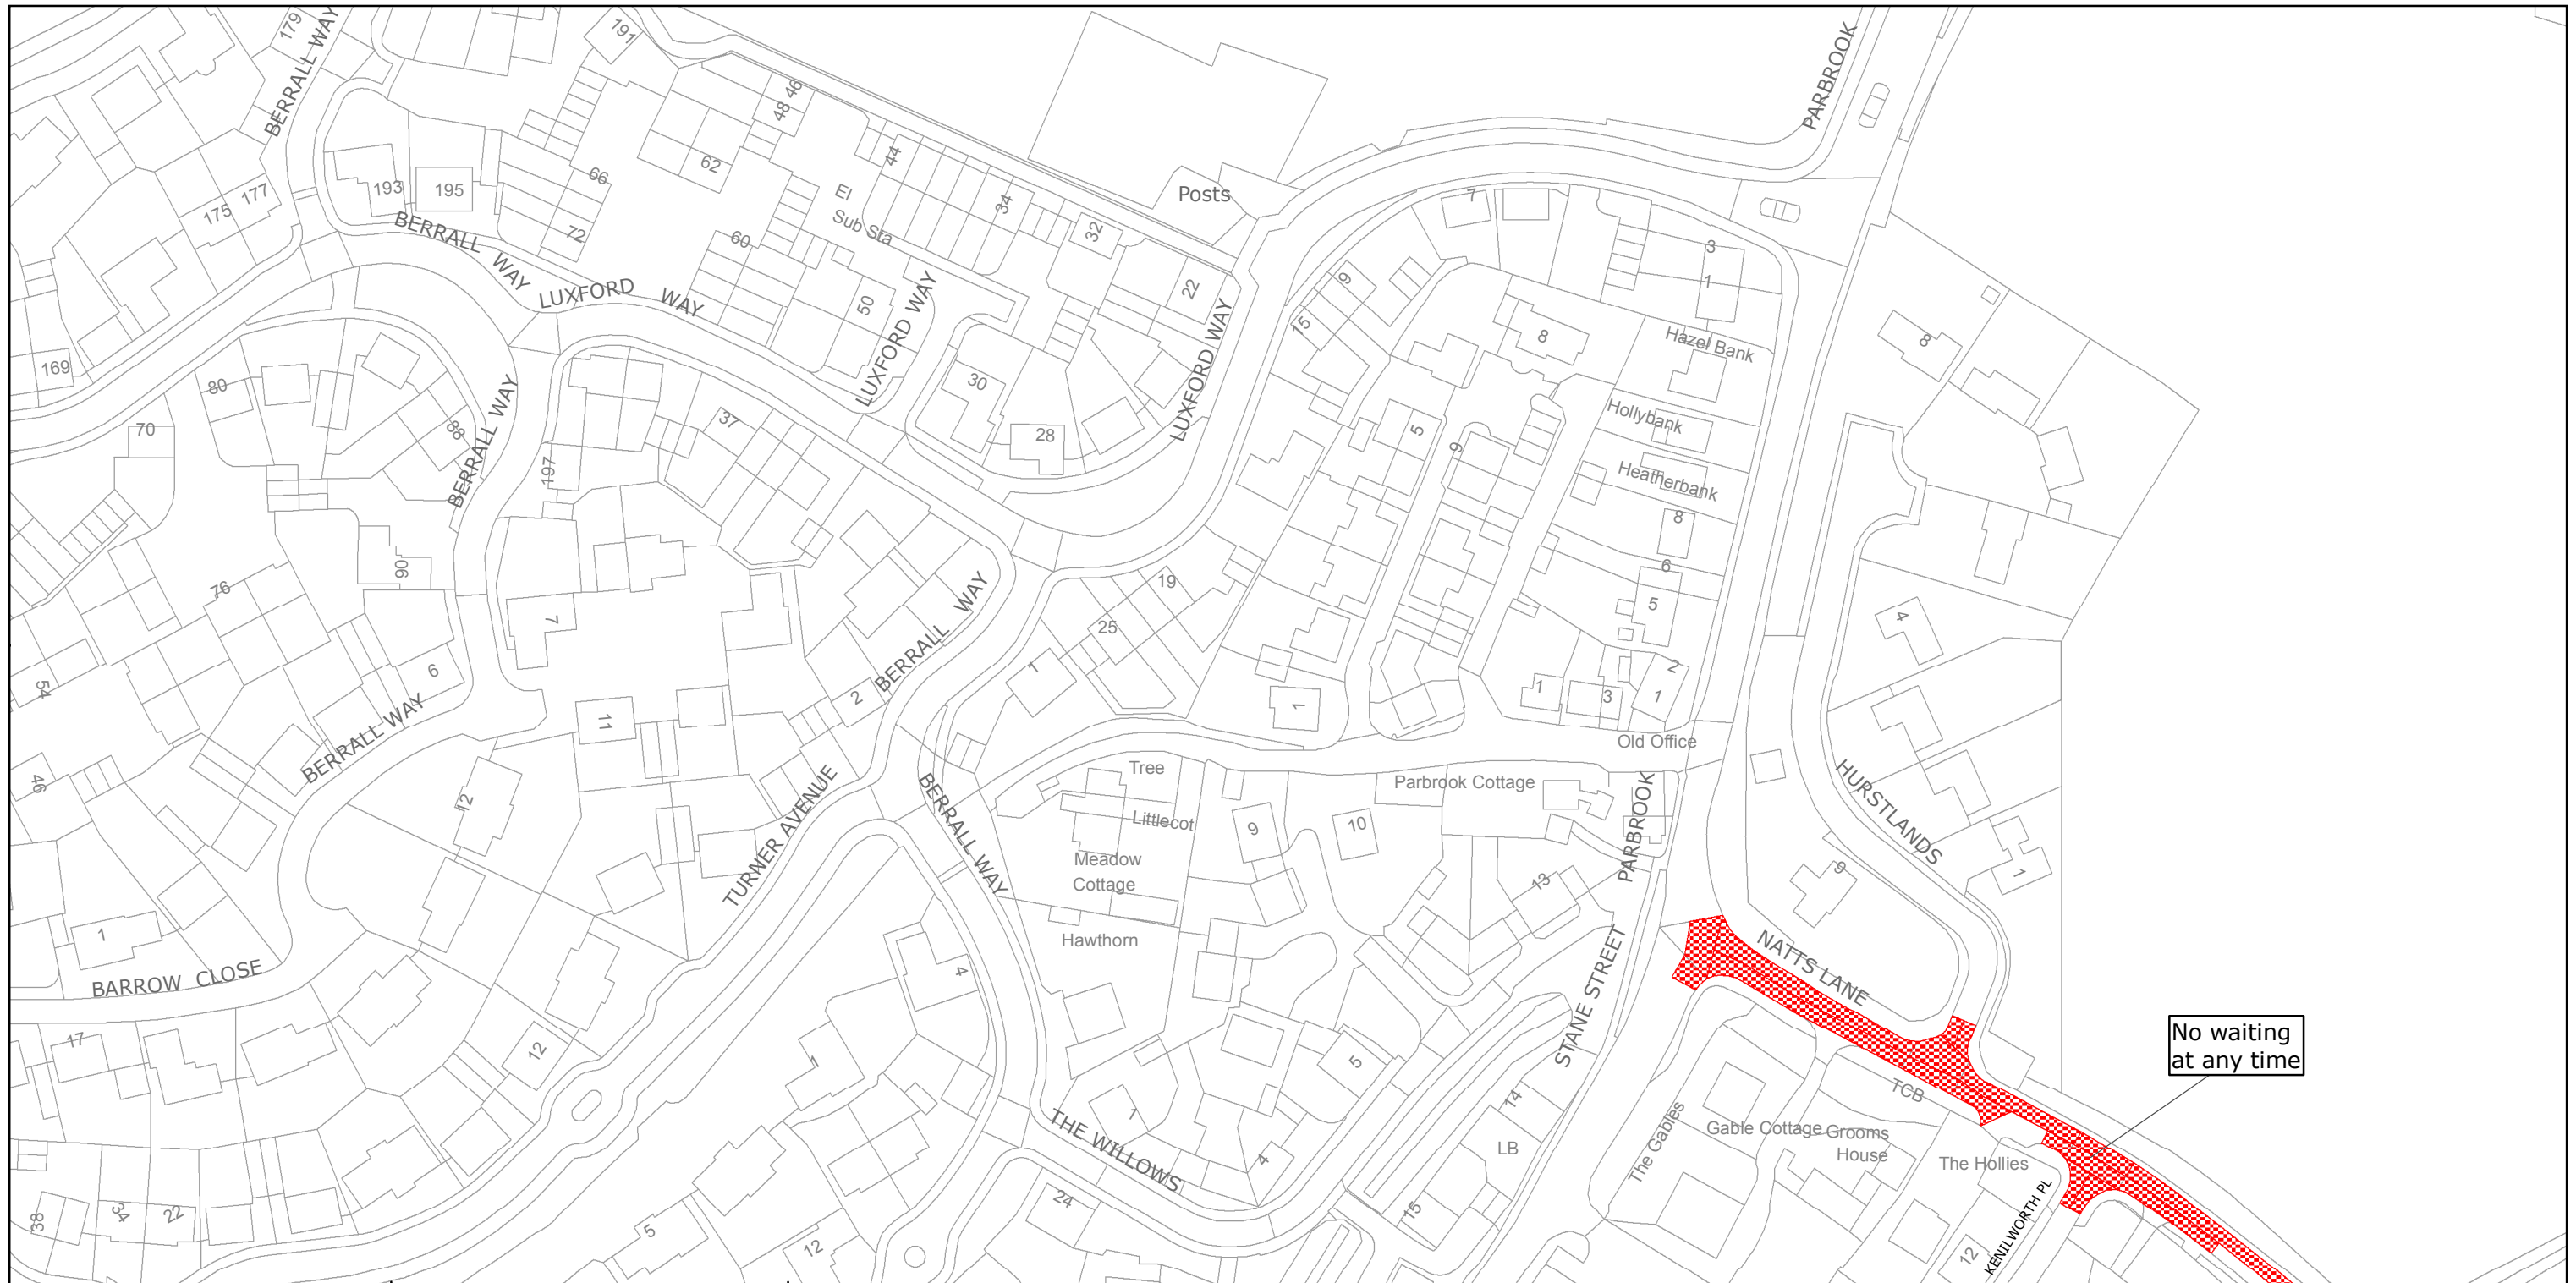 179
BERRALL WAY
191
PARBROOK
46
48
44
62
66
72
193
195
177
175
BERRALL
WAY
El
Sub Sta
34
32
Posts
7
3
1
60
50
22
LUXFORD
WAY
LUXFORD WAY
LUXFORD WAY
9
15
8
Hazel Bank
8
169
80
70
88
BERRALL WAY
37
30
28
5
9
Hollybank
Heatherbank
8
197
90
76
7
6
BERRALL WAY
54
46
19
25
1
BERRALL
WAY
2
6
5
4
2
1
3
1
1
Old Office
11
12
TURNER AVENUE
BERRALL WAY
Tree
Littlecot
Meadow
Cottage
Hawthorn
9
10
Parbrook Cottage
PARBROOK
13
HURSTLANDS
9
1
NATTS LANE
STANE STREET
1
BARROW CLOSE
17
12
4
1
5
1
THE WILLOWS
4
14
LB
15
The Gables
Gable Cottage
Grooms
House
TCB
The Hollies
No waiting
at any time
KENILWORTH PL
12
38
34
22
5
12
24